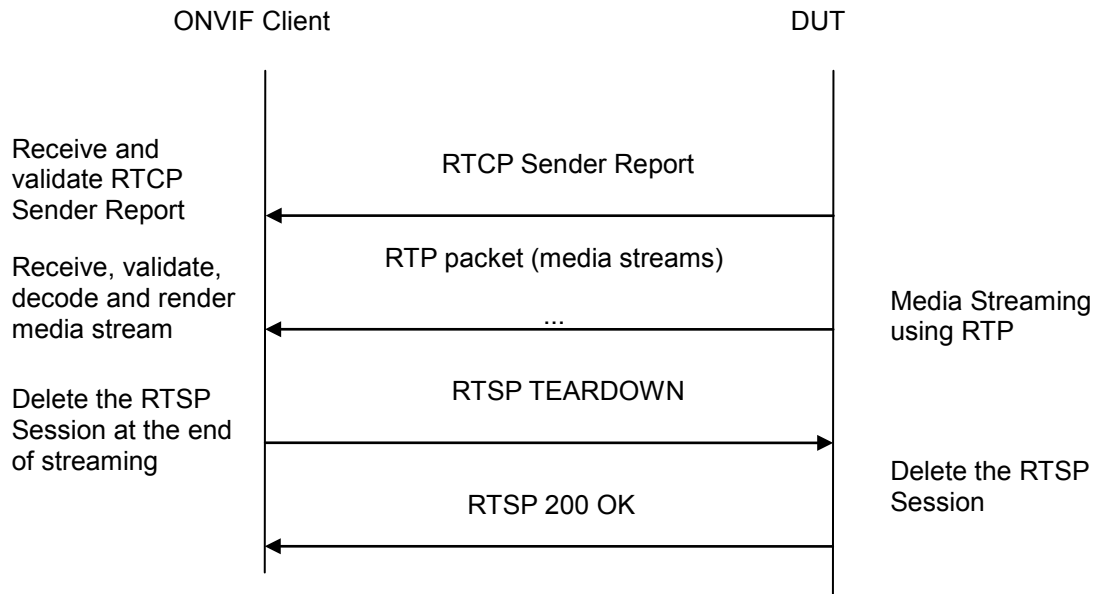 ONVIF Client
DUT
Receive and
validate RTCP
Sender Report
RTCP Sender Report
Receive, validate,
decode and render
media stream
RTP packet (media streams)
...
Media Streaming
using RTP
Delete the RTSP
Session at the end
of streaming
RTSP TEARDOWN
Delete the RTSP
Session
RTSP 200 OK